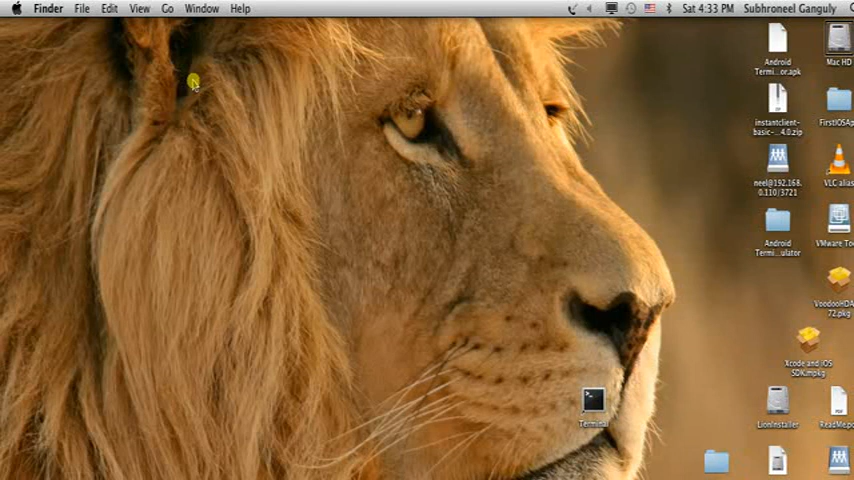 Finder File Edit View Go Window Help Sat 4:33 PM Subhroneel Ganguly
Android
Termi...or.apk
Mac HD
instantclient-
basic-...4.0.zip
FirstIOSAp
neel@192.168.
0.110/3721
VLC alias
Android
Termi...ulator
VMware Too
VoodooHDA
72.pkg
Xcode and iOS
SDK.mpkg
Terminal
LionInstaller
ReadMe.pd